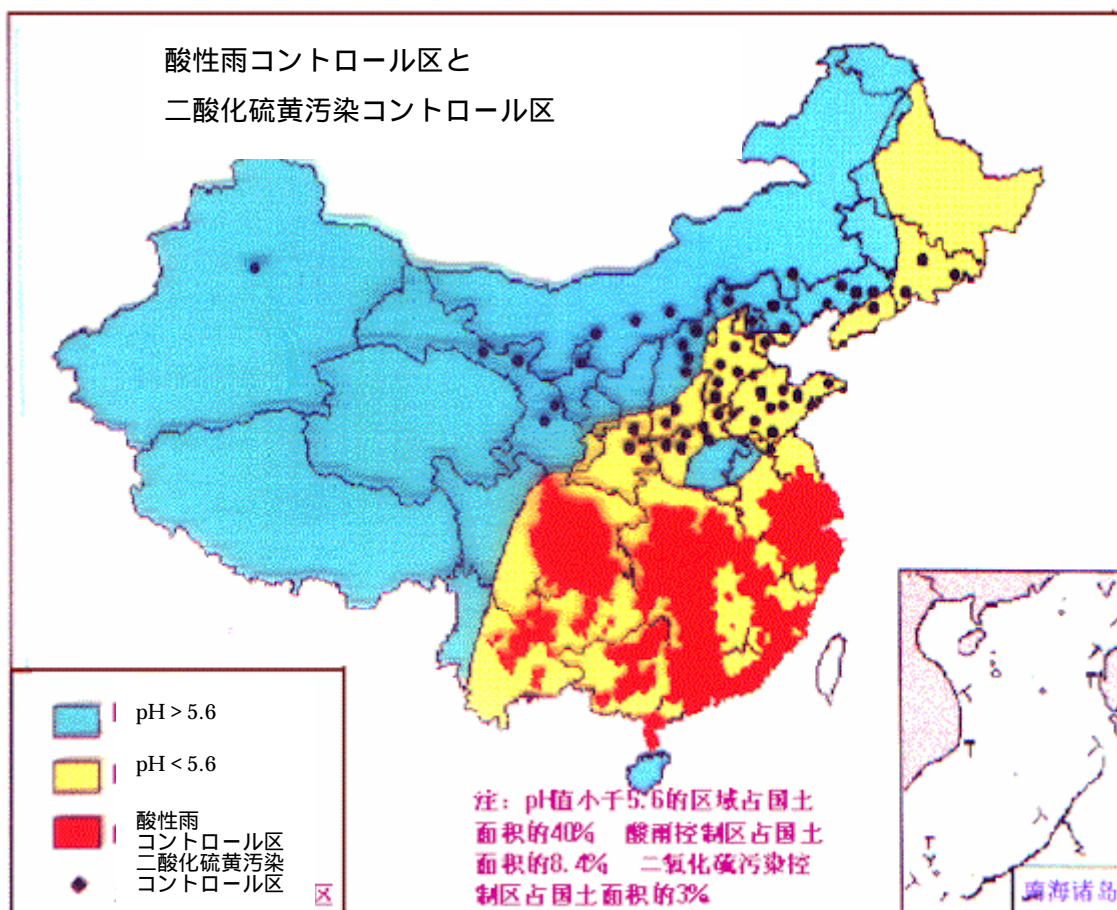 酸性雨コントロール区と
二酸化硫黄汚染コントロール区
pH > 5.6
pH < 5.6
酸性雨
コントロール区
二酸化硫黄汚染
コントロール区
区
注：pH值小于5.6的区域占国土
面积的40% 酸雨控制区占国土
面积的8.4% 二氧化硫污染控
制区占国土面积的3%
南海诸岛